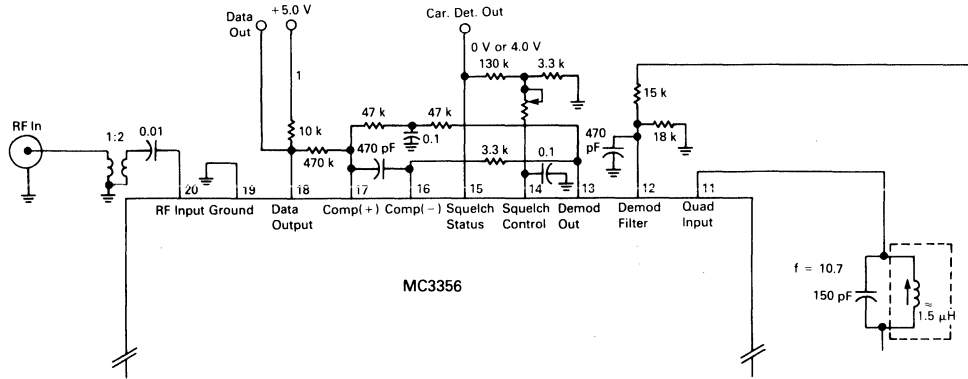 Data Out
+5.0 V
Car. Det. Out
0 V or 4.0 V
130 k
3.3 k
1
15 k
RF In
1:2
0.01
10 k
47 k
47 k
0.1
470 k
470 pF
3.3 k
0.1
470 pF
18 k
20
19
18
17
16
15
14
13
12
11
RF Input
Ground
Data Output
Comp(+)
Comp(−)
Squelch Status
Squelch Control
Demod Out
Demod Filter
Quad Input
MC3356
f = 10.7
150 pF
≈
1.5 μH